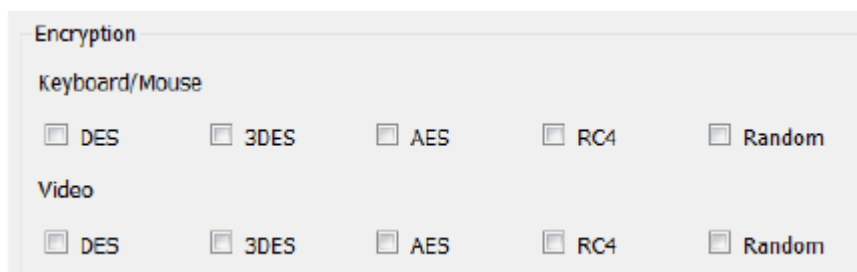 Encryption
Keyboard/Mouse
DES 3DES AES RC4 Random
Video
DES 3DES AES RC4 Random